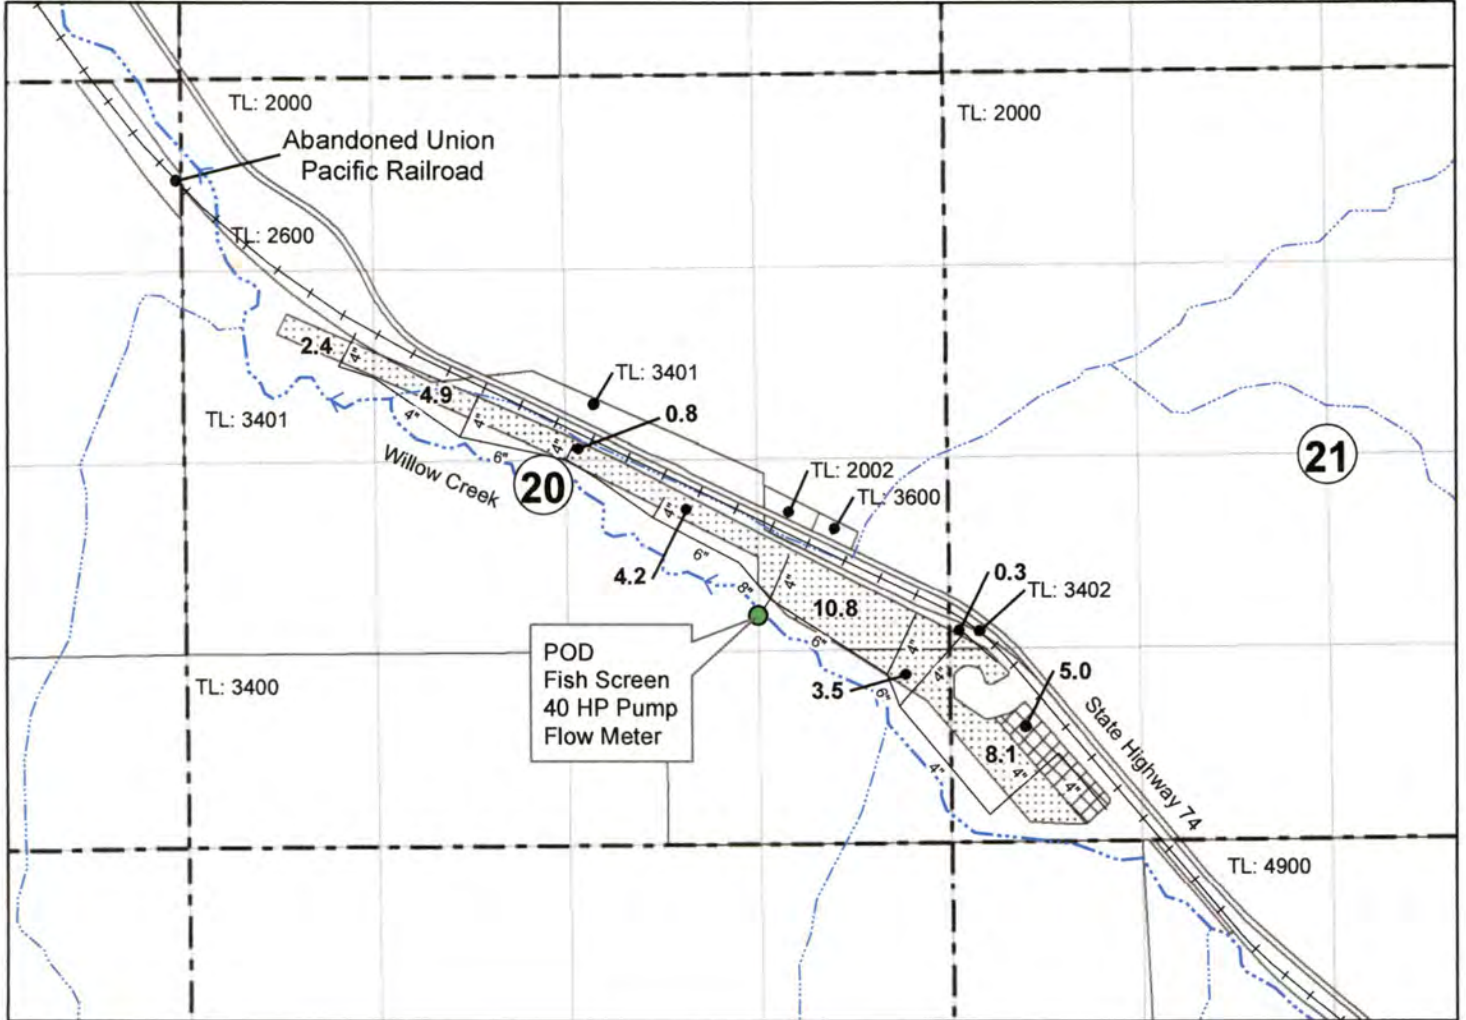 TL: 2000
TL: 2000
Abandoned Union
Pacific Railroad
TL: 2600
2.4
4"
TL: 3401
4.9
0.8
TL: 3401
4"
4"
4"
6"
Willow Creek
20
21
TL: 2002
TL: 3600
4"
4.2
6"
8"
4"
10.8
0.3
TL: 3402
6"
4"
4"
3.5
6"
5.0
POD
Fish Screen
40 HP Pump
Flow Meter
TL: 3400
State Highway 74
8.1
4"
4"
4"
TL: 4900